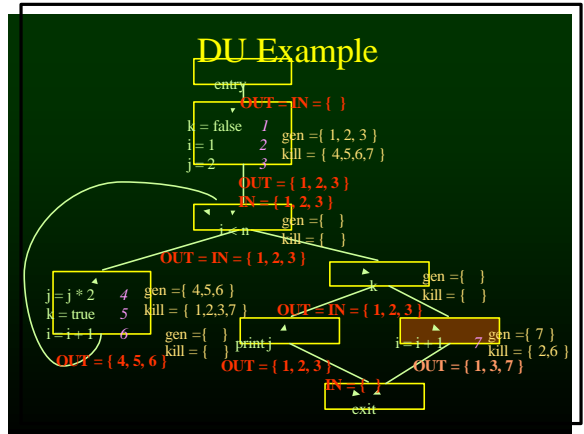 DU Example
entry
OUT = IN = { }
k = false 1
i = 1 2
j = 2 3
gen ={ 1, 2, 3 }
kill = { 4,5,6,7 }
OUT = { 1, 2, 3 }
IN = { 1, 2, 3 }
i < n
gen ={ }
kill = { }
OUT = IN = { 1, 2, 3 }
k
gen ={ }
kill = { }
j = j * 2 4
k = true 5
i = i + 1 6
gen ={ 4,5,6 }
kill = { 1,2,3,7 }
OUT = { 4, 5, 6 }
OUT = IN = { 1, 2, 3 }
print j
gen ={ }
kill = { }
OUT = { 1, 2, 3 }
i = i + 1 7
gen ={ 7 }
kill = { 2,6 }
OUT = { 1, 3, 7 }
IN = { }
exit